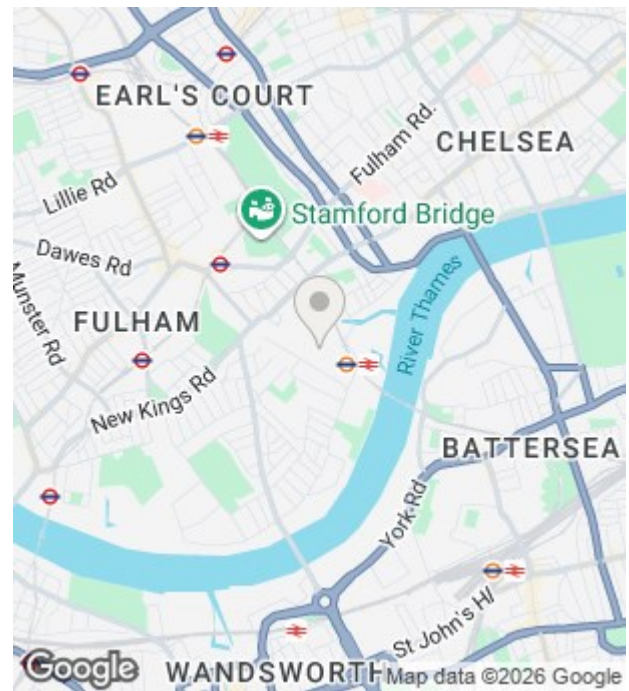 EARL'S COURT
CHELSEA
Fulham Rd.
Lillie Rd
Stamford Bridge
Dawes Rd
River Thames
Munster Rd
FULHAM
New Kings Rd
BATTERSEA
York Rd
St John's H
Google
WANDSWORTH
Map data ©2026 Google